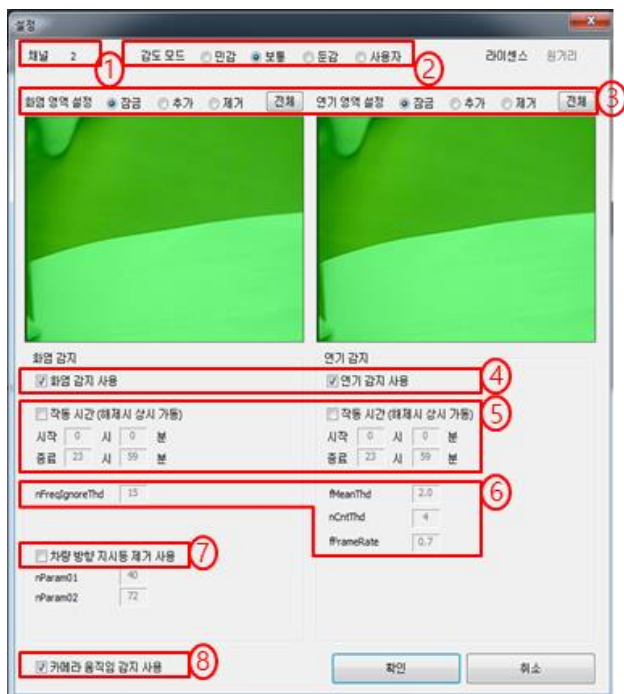 설정
채널 2 ① 감도 모드 민감 보통 둔감 사용자 ② 라이센스 원거리
화염 영역 설정 잠금 추가 제거 전체 연기 영역 설정 잠금 추가 제거 전체 ③
화염 감지 연기 감지
화염 감지 사용 연기 감지 사용 ④
작동 시간 (해제시 상시 가동) 작동 시간 (해제시 상시 가동) ⑤
시작 0 시 0 분 시작 0 시 0 분
종료 23 시 59 분 종료 23 시 59 분
nFreqIgnoreThd 15 fMeanThd 2.0 ⑥
nCntThd 4
fFrameRate 0.7
차량 방향 지시등 제거 사용 ⑦
nParam01 40
nParam02 72
카메라 움직임 감지 사용 ⑧ 확인 취소